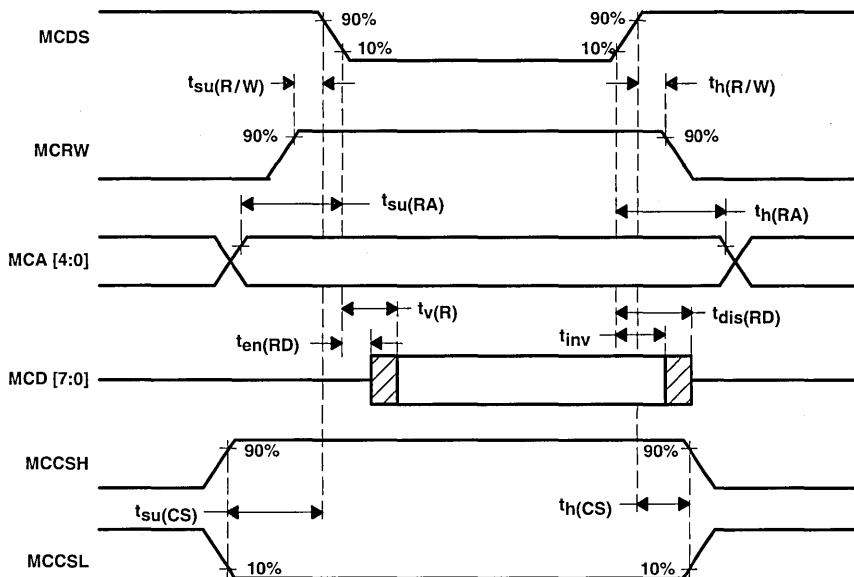 MCDS
90%
10%
90%
10%
tsu(R/W)
th(R/W)
MCRW
90%
90%
tsu(RA)
th(RA)
MCA [4:0]
tv(R)
tdis(RD)
ten(RD)
tinv
MCD [7:0]
MCCSH
90%
90%
tsu(CS)
th(CS)
MCCSL
10%
10%